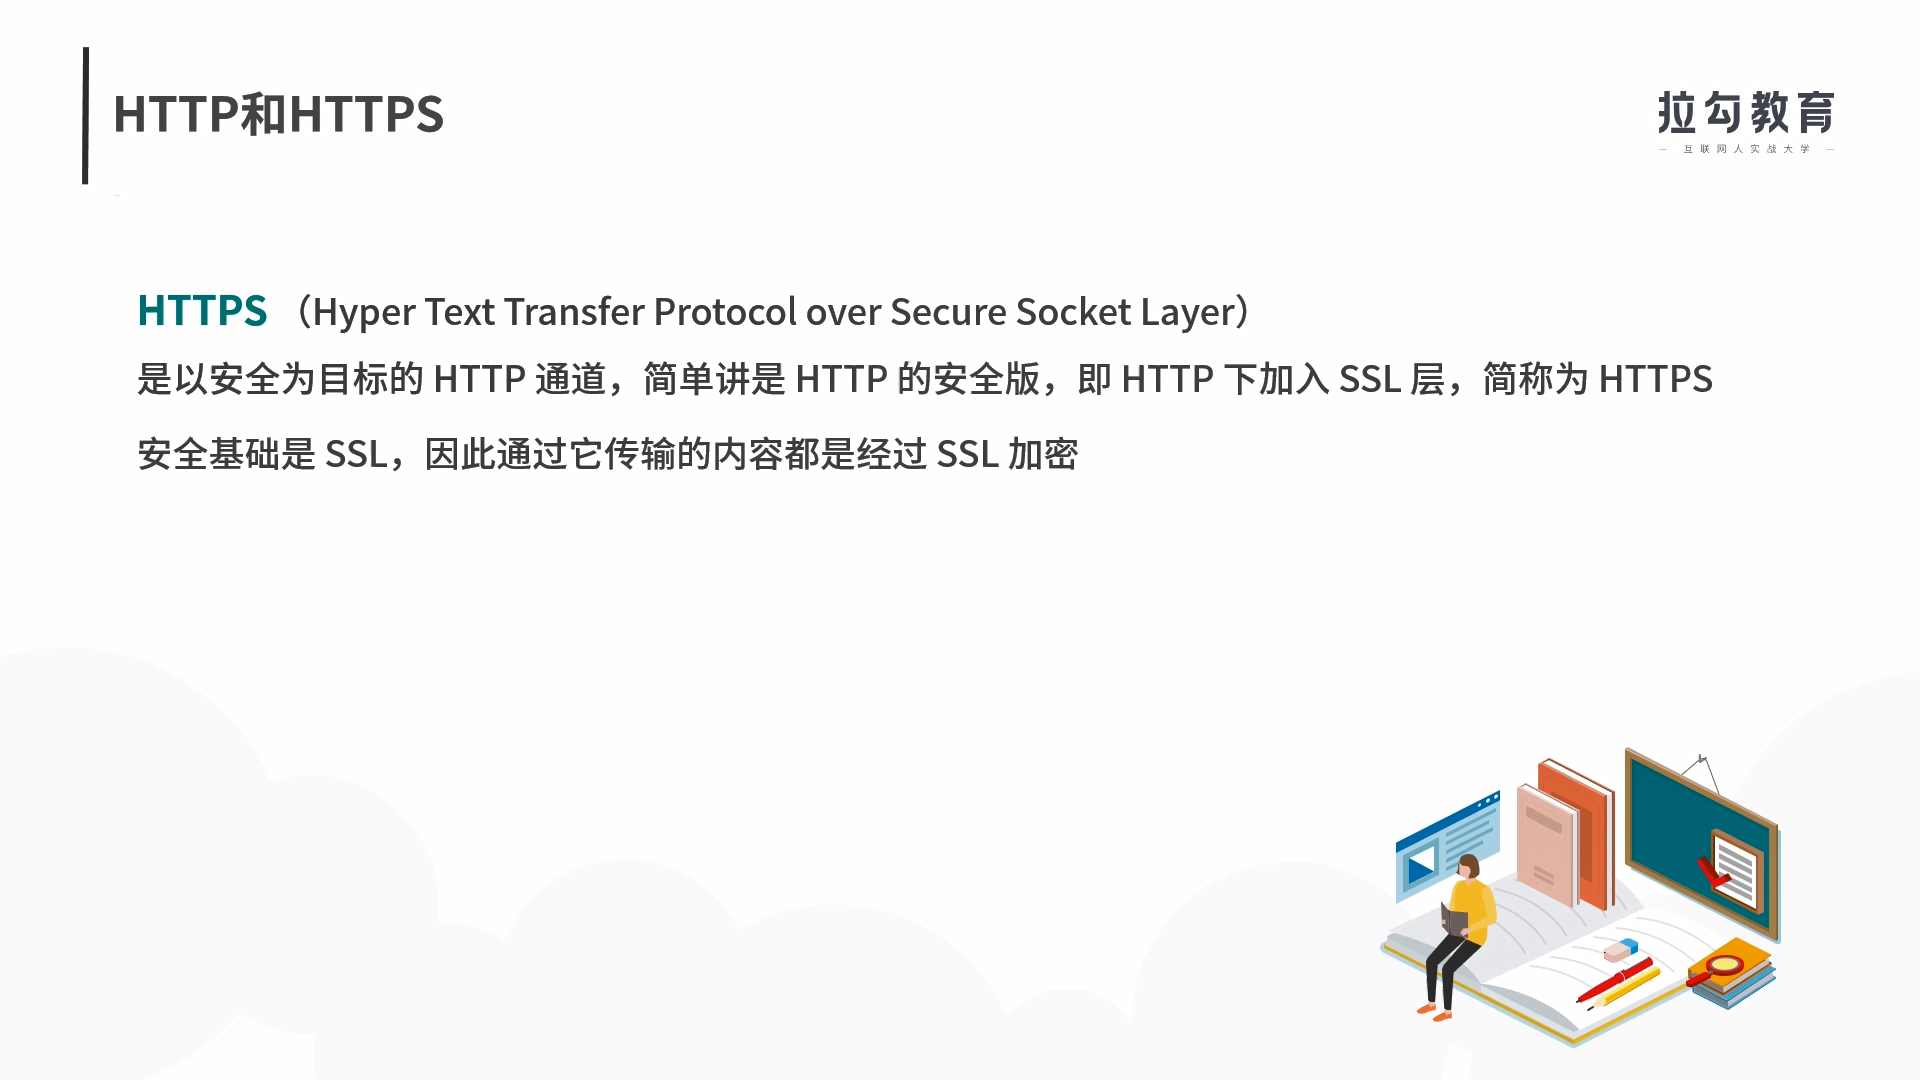 HTTP和HTTPS
拉勾教育
— 互联网人实战大学 —
HTTPS（Hyper Text Transfer Protocol over Secure Socket Layer）
是以安全为目标的 HTTP 通道，简单讲是 HTTP 的安全版，即 HTTP 下加入 SSL 层，简称为 HTTPS
安全基础是 SSL，因此通过它传输的内容都是经过 SSL 加密